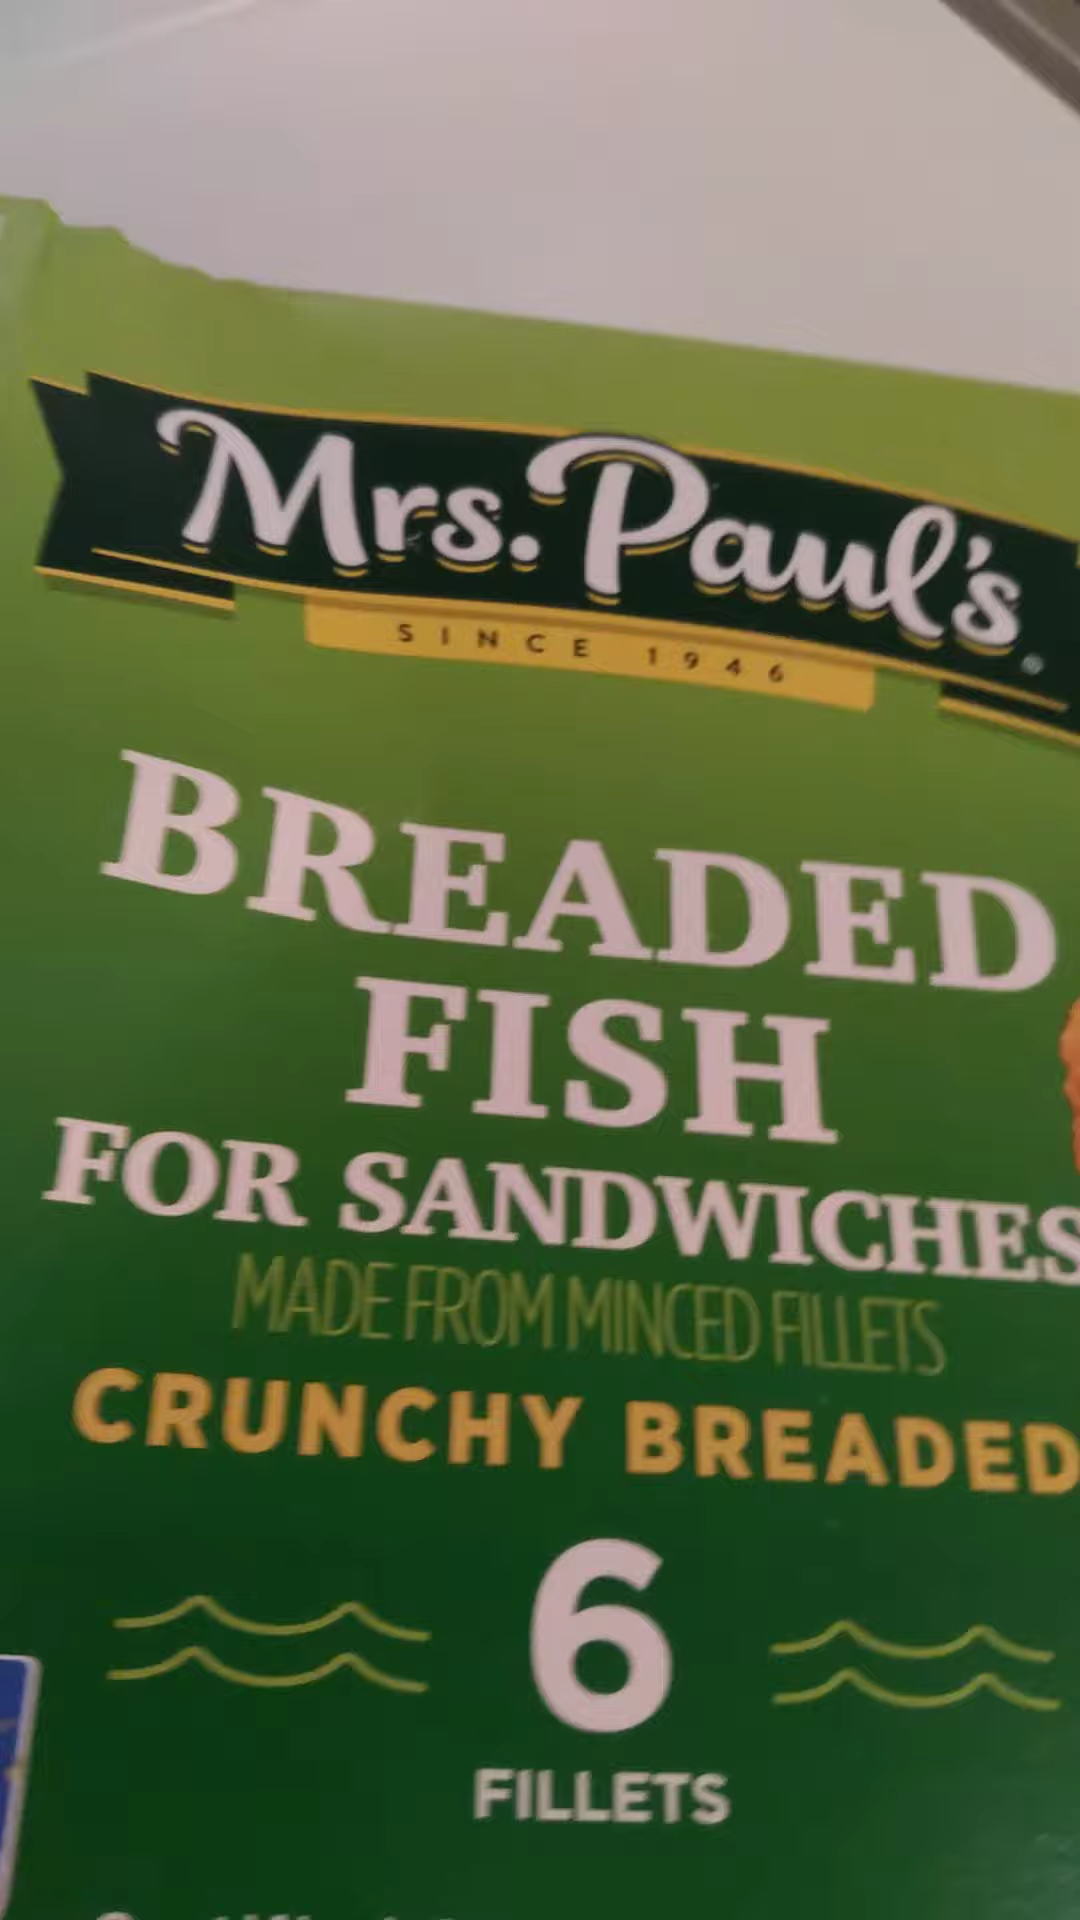 Mrs. Paul's®
SINCE 1946
BREADED
FISH
FOR SANDWICHES
MADE FROM MINCED FILLETS
CRUNCHY BREADED
6
FILLETS